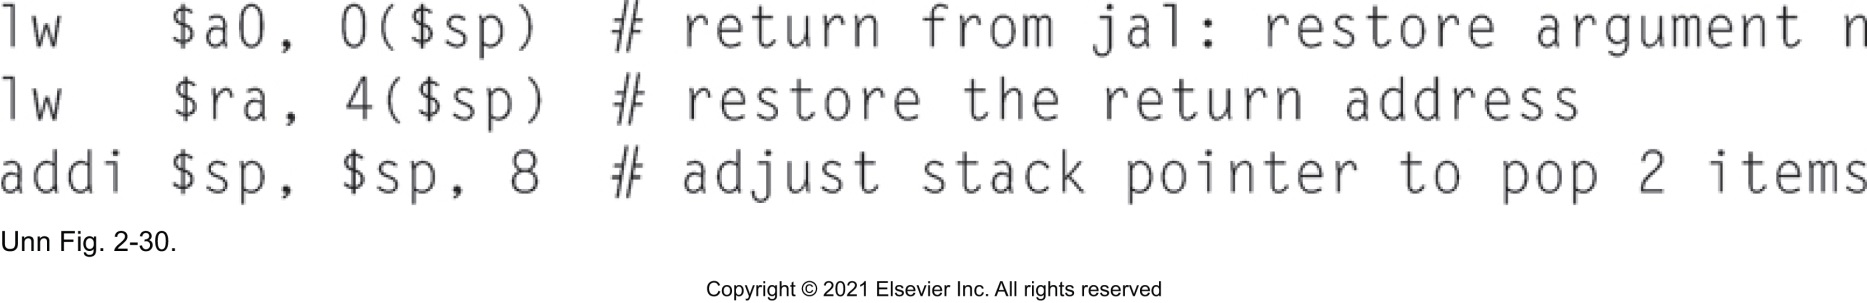 lw   $a0, 0($sp)  # return from jal: restore argument n
lw   $ra, 4($sp)  # restore the return address
addi $sp, $sp, 8  # adjust stack pointer to pop 2 items
Unn Fig. 2-30.
Copyright © 2021 Elsevier Inc. All rights reserved